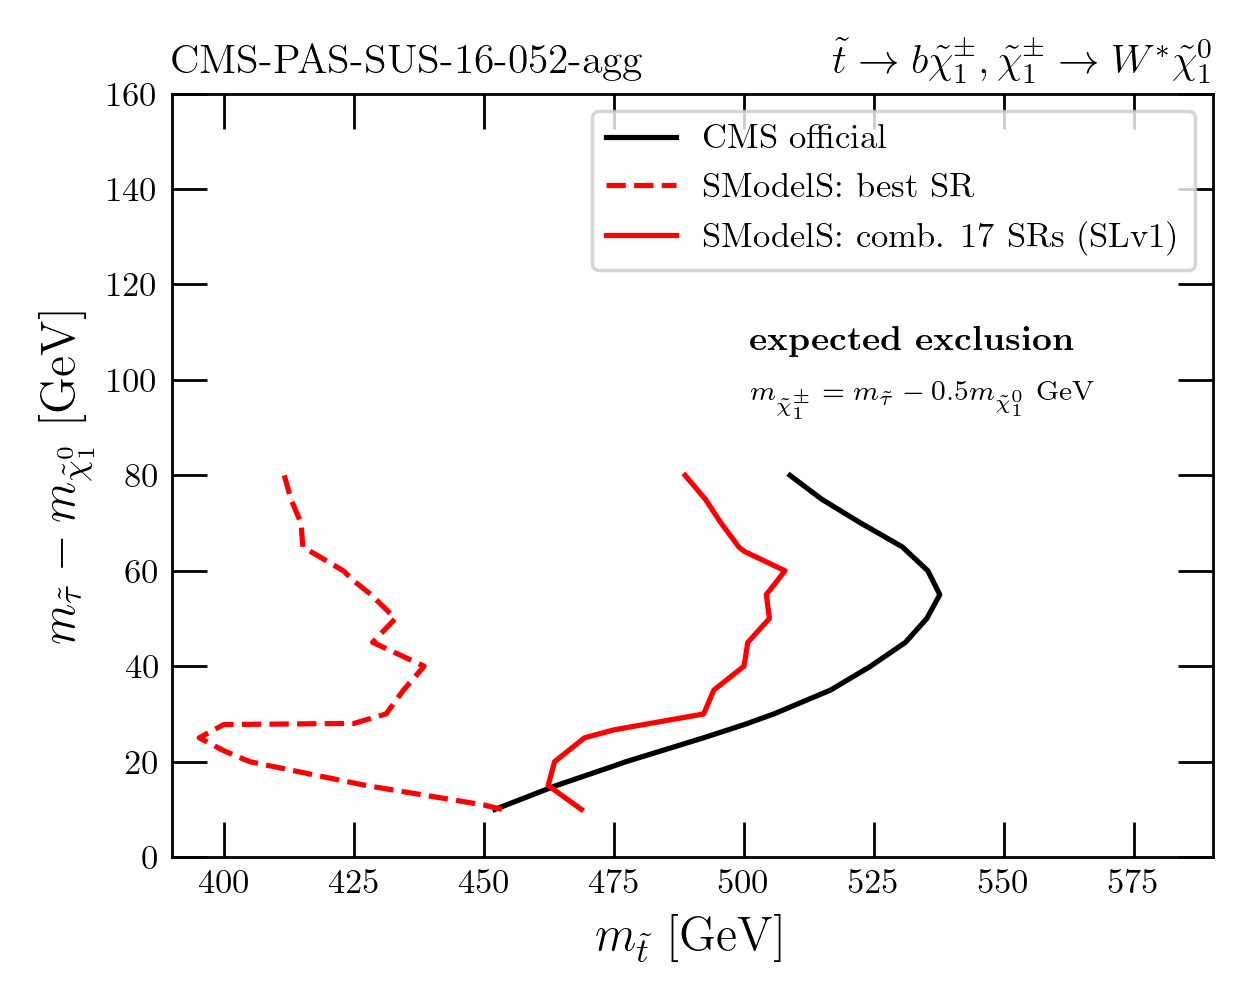 CMS-PAS-SUS-16-052-agg
t̃ → bχ̃₁±, χ̃₁± → W*χ̃₁⁰
160
140
120
100
80
60
40
20
0
m_τ̃ − m_χ̃₁⁰ [GeV]
CMS official
SModelS: best SR
SModelS: comb. 17 SRs (SLv1)
expected exclusion
m_χ̃₁± = m_τ̃ − 0.5m_χ̃₁⁰ GeV
400 425 450 475 500 525 550 575
m_t̃ [GeV]